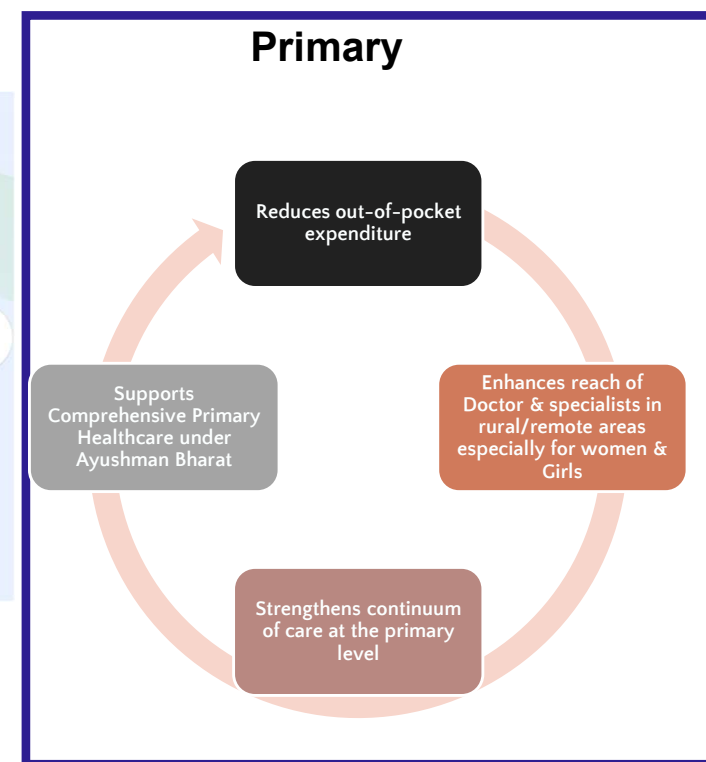 Primary
Reduces out-of-pocket
expenditure
Enhances reach of
Doctor & specialists in
rural/remote areas
especially for women &
Girls
Strengthens continuum
of care at the primary
level
Supports
Comprehensive Primary
Healthcare under
Ayushman Bharat